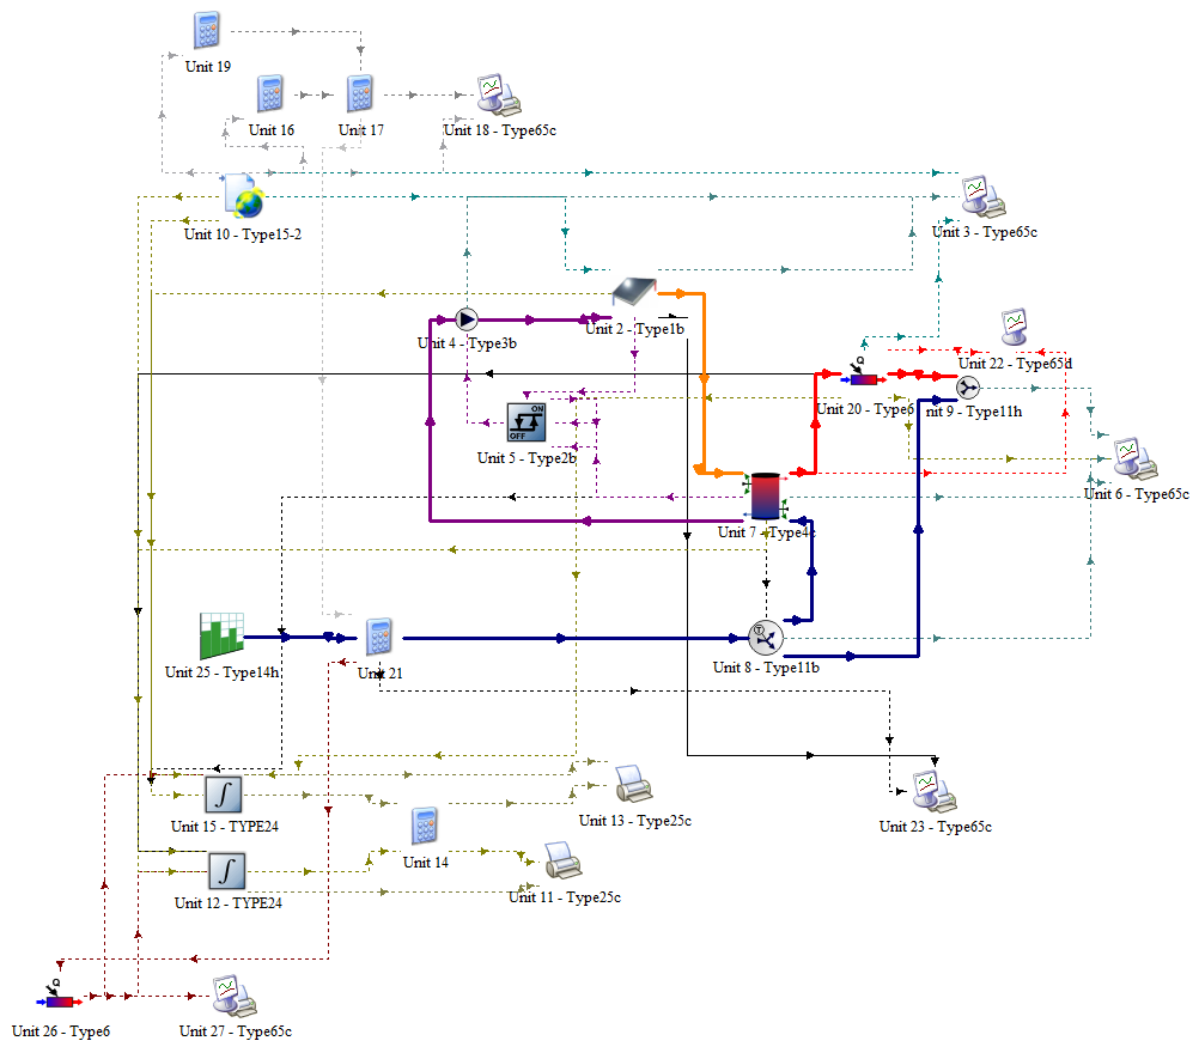 Unit 19
Unit 16
Unit 17
Unit 18 - Type65c
Unit 10 - Type15-2
Unit 3 - Type65c
Unit 2 - Type1b
Unit 4 - Type3b
Unit 22 - Type65d
Q
Unit 20 - Type6
nit 9 - Type11h
ON
OFF
Unit 5 - Type2b
Unit 6 - Type65c
Unit 7 - Type4c
T
Unit 25 - Type14h
Unit 21
Unit 8 - Type11b
Unit 15 - TYPE24
Unit 13 - Type25c
Unit 23 - Type65c
Unit 14
Unit 12 - TYPE24
Unit 11 - Type25c
Q
Unit 26 - Type6
Unit 27 - Type65c